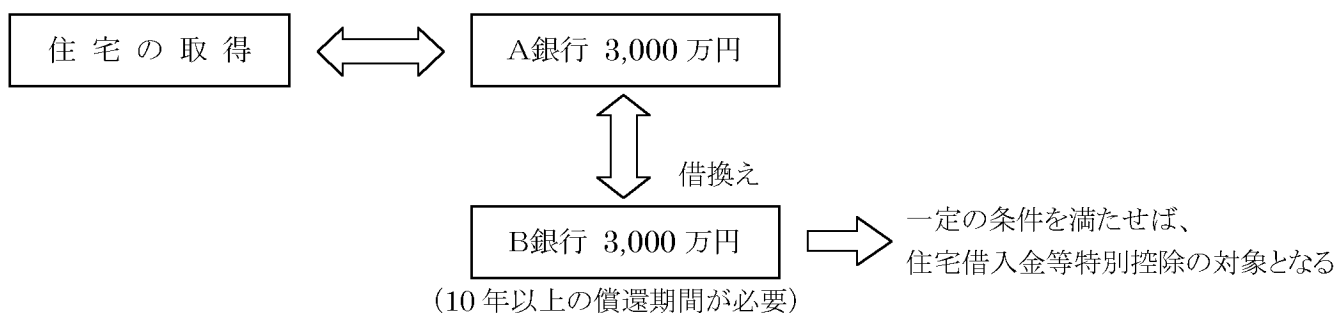 住宅の取得
A銀行 3,000万円
借換え
B銀行 3,000万円
(10年以上の償還期間が必要)
一定の条件を満たせば、
住宅借入金等特別控除の対象となる